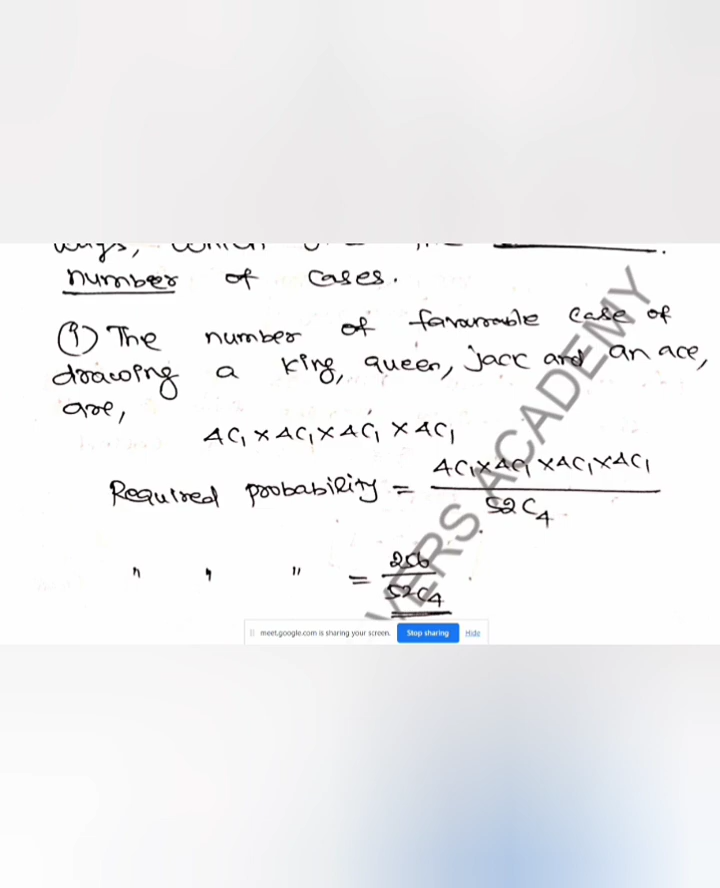 number of cases.
(i) The number of favourable case of
drawing a king, queen, jack and an ace,
are,
4C₁ × 4C₁ × 4C₁ × 4C₁
Required probability = 4C₁×4C₁×4C₁×4C₁
52C₄
" " " = 256
52C₄
VERS ACADEMY
meet.google.com is sharing your screen. Stop sharing Hide